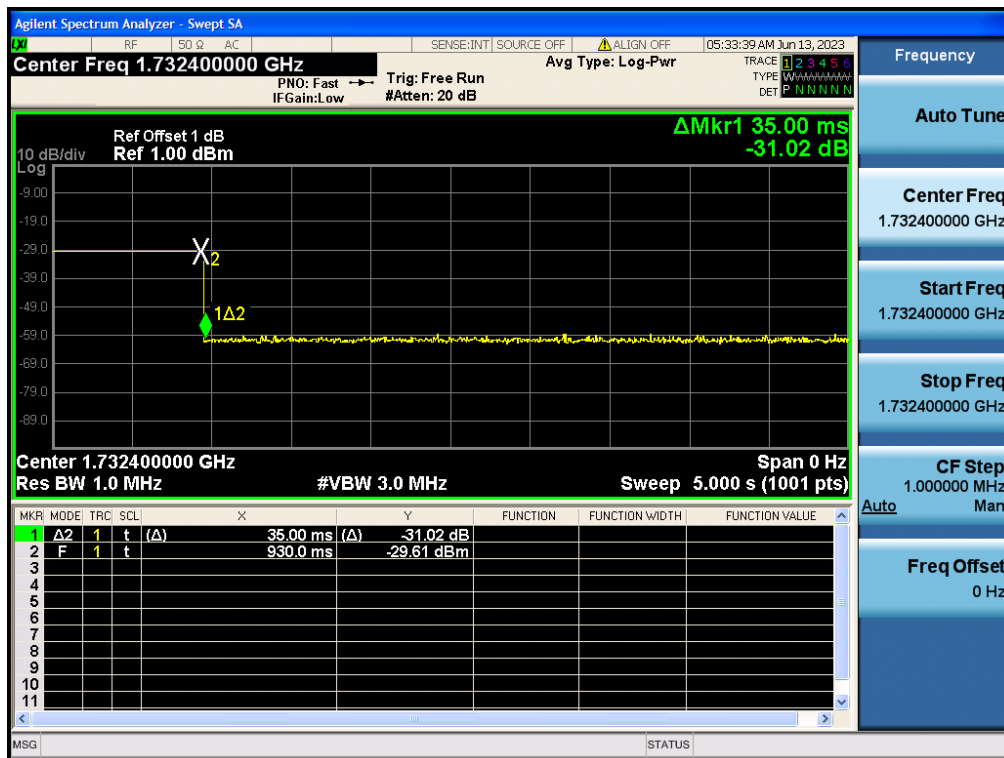 Agilent Spectrum Analyzer - Swept SA
LXI RF 50 Ω AC SENSE:INT SOURCE OFF ALIGN OFF 05:33:39 AM Jun 13, 2023
Center Freq 1.732400000 GHz
PNO: Fast
IFGain:Low
Trig: Free Run
#Atten: 20 dB
Avg Type: Log-Pwr
TRACE 1 2 3 4 5 6
TYPE WWWWWW
DET P N N N N N
Frequency
Auto Tune
Center Freq
1.732400000 GHz
Start Freq
1.732400000 GHz
Stop Freq
1.732400000 GHz
CF Step
1.000000 MHz
Auto Man
Freq Offset
0 Hz
ΔMkr1 35.00 ms
-31.02 dB
Ref Offset 1 dB
10 dB/div Ref 1.00 dBm
Log
-9.00
-19.0
-29.0
2
-39.0
-49.0
1Δ2
-59.0
-69.0
-79.0
-89.0
Center 1.732400000 GHz Span 0 Hz
Res BW 1.0 MHz #VBW 3.0 MHz Sweep 5.000 s (1001 pts)
MKR MODE TRC SCL X Y FUNCTION FUNCTION WIDTH FUNCTION VALUE
1 Δ2 1 t (Δ) 35.00 ms (Δ) -31.02 dB
2 F 1 t 930.0 ms -29.61 dBm
3
4
5
6
7
8
9
10
11
MSG STATUS